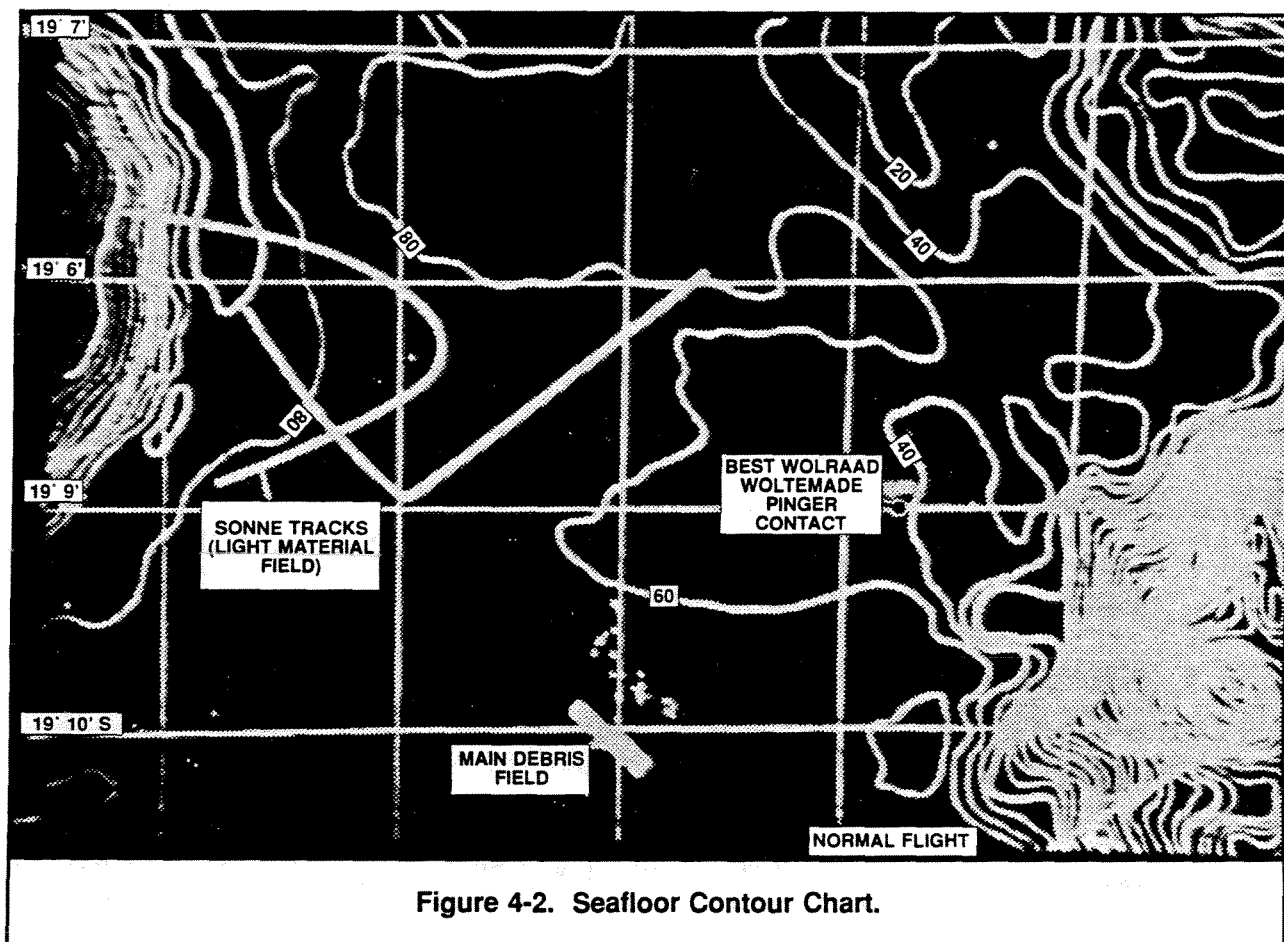 19° 7'
20
80
40
19° 6'
80
40
BEST WOLRAAD
WOLTEMADE
PINGER
CONTACT
19° 9'
SONNE TRACKS
(LIGHT MATERIAL
FIELD)
60
19° 10' S
MAIN DEBRIS
FIELD
NORMAL FLIGHT
Figure 4-2. Seafloor Contour Chart.